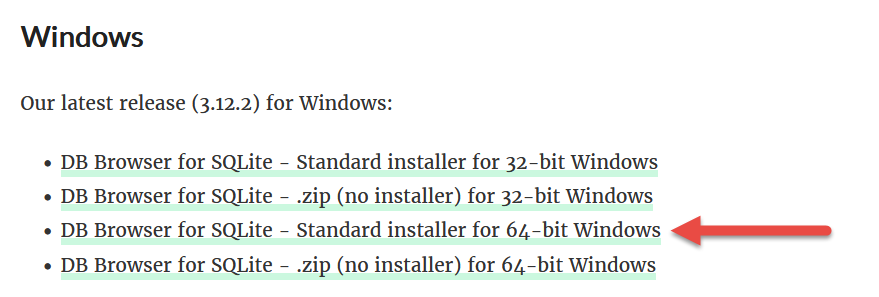 Windows
Our latest release (3.12.2) for Windows:
• DB Browser for SQLite – Standard installer for 32-bit Windows
• DB Browser for SQLite – .zip (no installer) for 32-bit Windows
• DB Browser for SQLite – Standard installer for 64-bit Windows
• DB Browser for SQLite – .zip (no installer) for 64-bit Windows